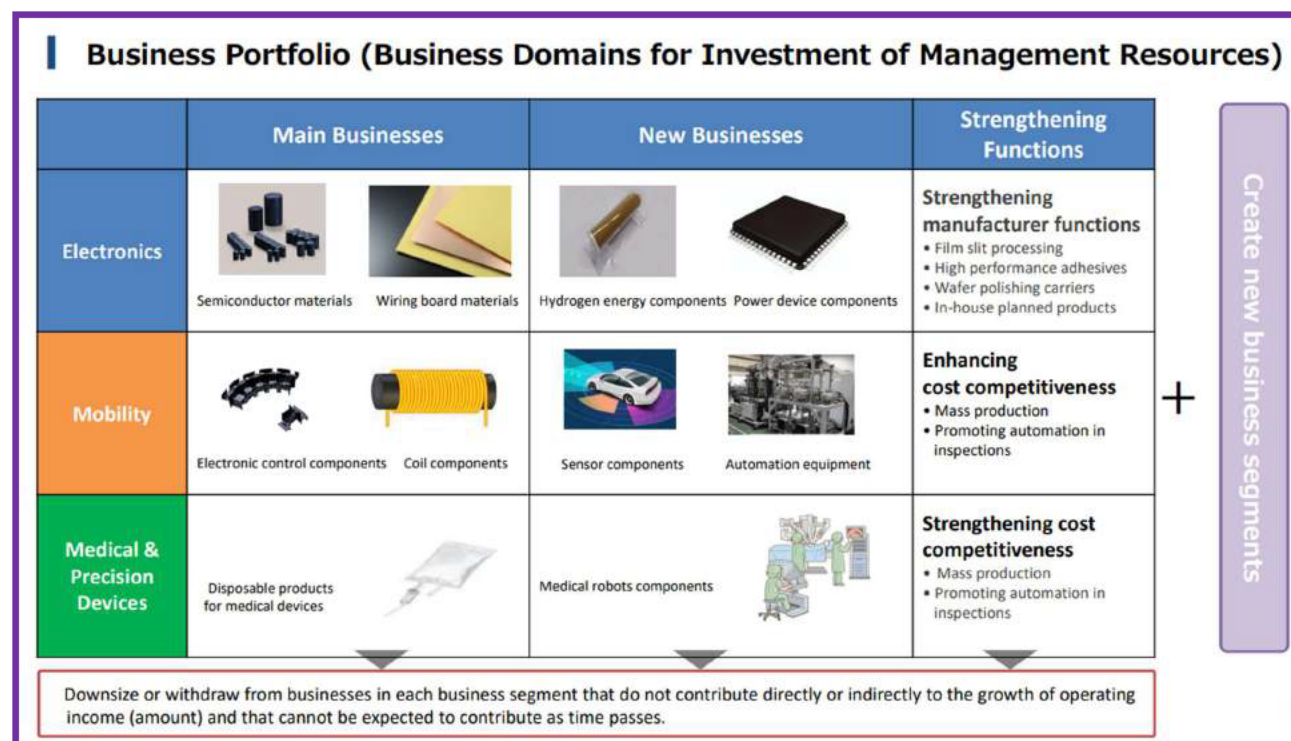 Business Portfolio (Business Domains for Investment of Management Resources)
Main Businesses
New Businesses
Strengthening
Functions
Electronics
Semiconductor materials
Wiring board materials
Hydrogen energy components
Power device components
Strengthening
manufacturer functions
• Film slit processing
• High performance adhesives
• Wafer polishing carriers
• In-house planned products
Mobility
Electronic control components
Coil components
Sensor components
Automation equipment
Enhancing
cost competitiveness
• Mass production
• Promoting automation in
inspections
Medical &
Precision
Devices
Disposable products
for medical devices
Medical robots components
Strengthening cost
competitiveness
• Mass production
• Promoting automation in
inspections
+
Create new business segments
Downsize or withdraw from businesses in each business segment that do not contribute directly or indirectly to the growth of operating
income (amount) and that cannot be expected to contribute as time passes.